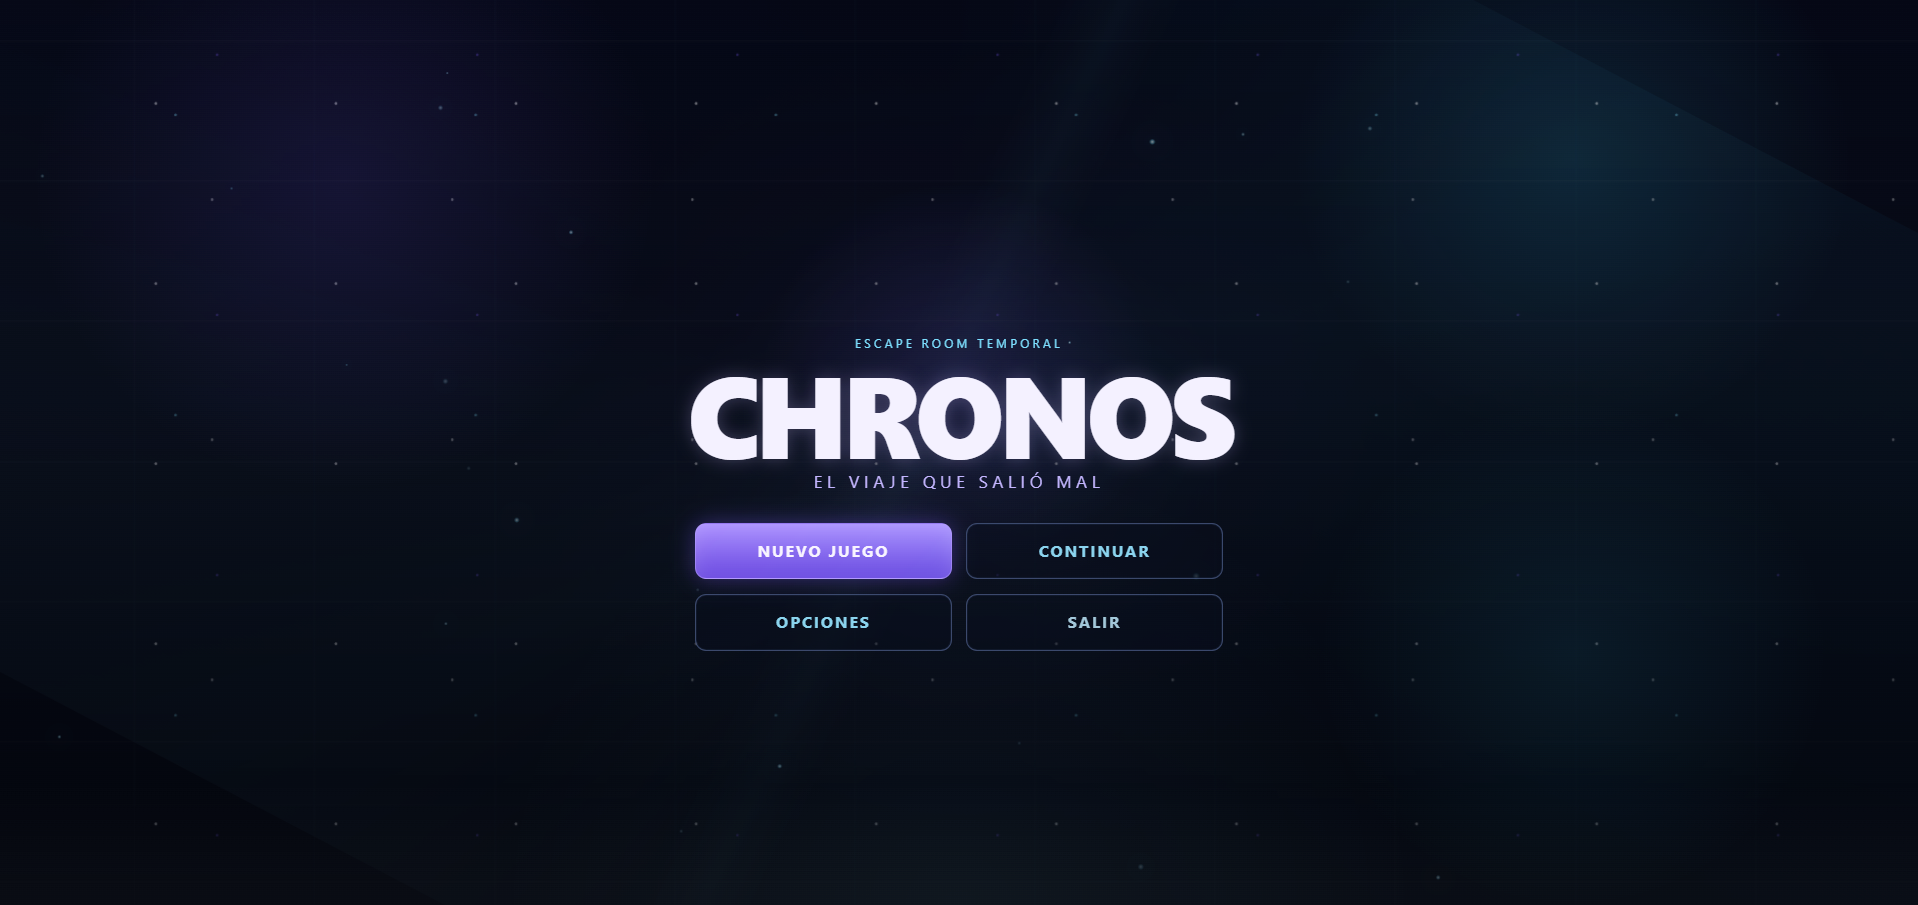 ESCAPE ROOM TEMPORAL
CHRONOS
EL VIAJE QUE SALIÓ MAL
NUEVO JUEGO
CONTINUAR
OPCIONES
SALIR